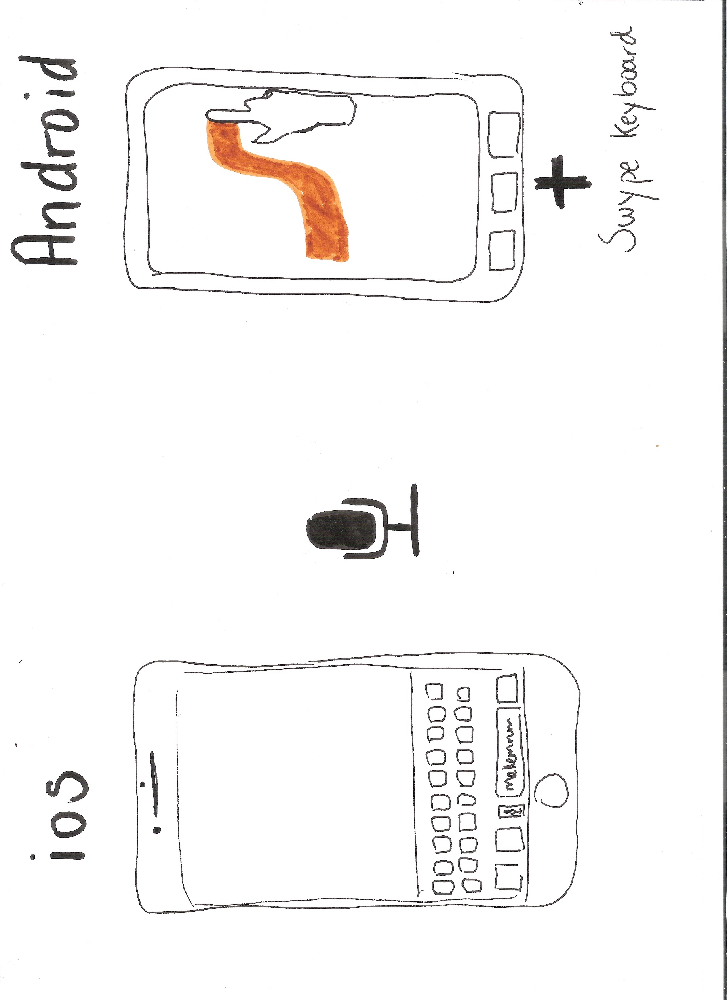 iOS
Android
mellemrum
+
Swype Keyboard